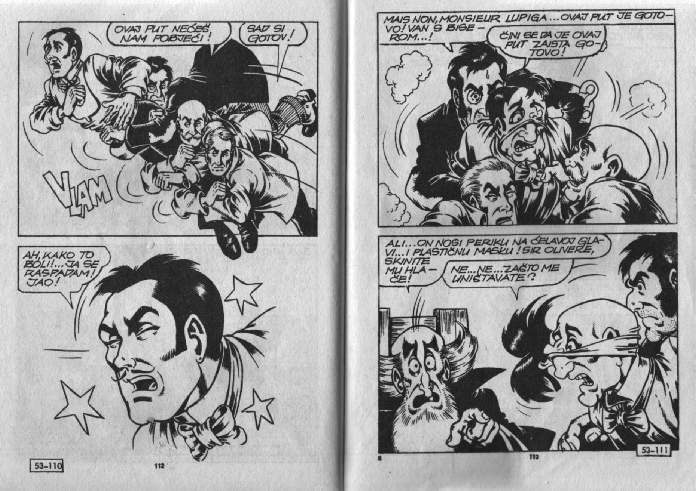 OVAJ PUT NEĆEŠ
NAM POBJEĆI!
SAD SI
GOTOV!
VLAM
AH, KAKO TO
BOLI!...JA SE
RASPADAM!
JAO!
53-110
112
MAIS NON, MONSIEUR LUPIGA...OVAJ PUT JE GOTO-
VO! VAN S BISE-
ROM...!
ČINI SE DA JE OVAJ
PUT ZAISTA GO-
TOVO!
ALI...ON NOSI PERIKU NA ĆELAVOJ GLA-
VI...I PLASTIČNU MASKU! SIR OLIVERE,
SKINITE
MU HLA-
ČE!
NE...NE...ZAŠTO ME
UNIŠTAVATE?
53-111
8
113